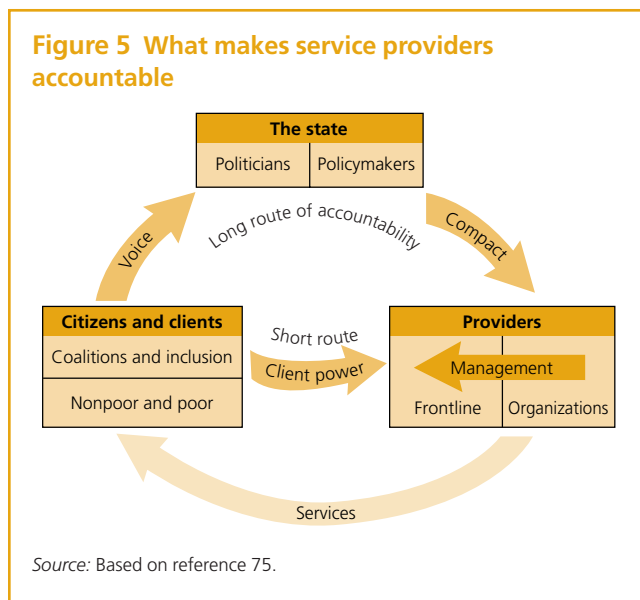 Figure 5 What makes service providers
accountable
The state
Politicians
Policymakers
Long route of accountability
Voice
Compact
Citizens and clients
Coalitions and inclusion
Nonpoor and poor
Short route
Client power
Providers
Management
Frontline
Organizations
Services
Source: Based on reference 75.